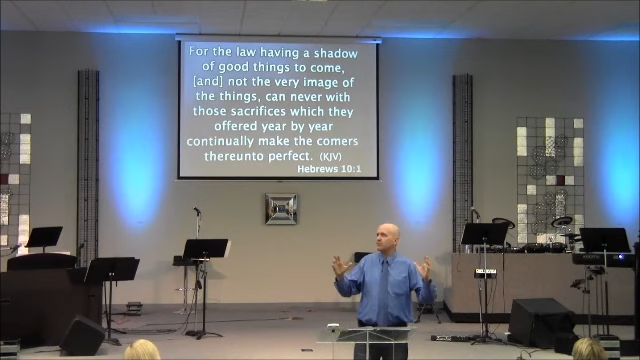 For the law having a shadow
of good things to come,
[and] not the very image of
the things, can never with
those sacrifices which they
offered year by year
continually make the comers
thereunto perfect. (KJV)
Hebrews 10:1